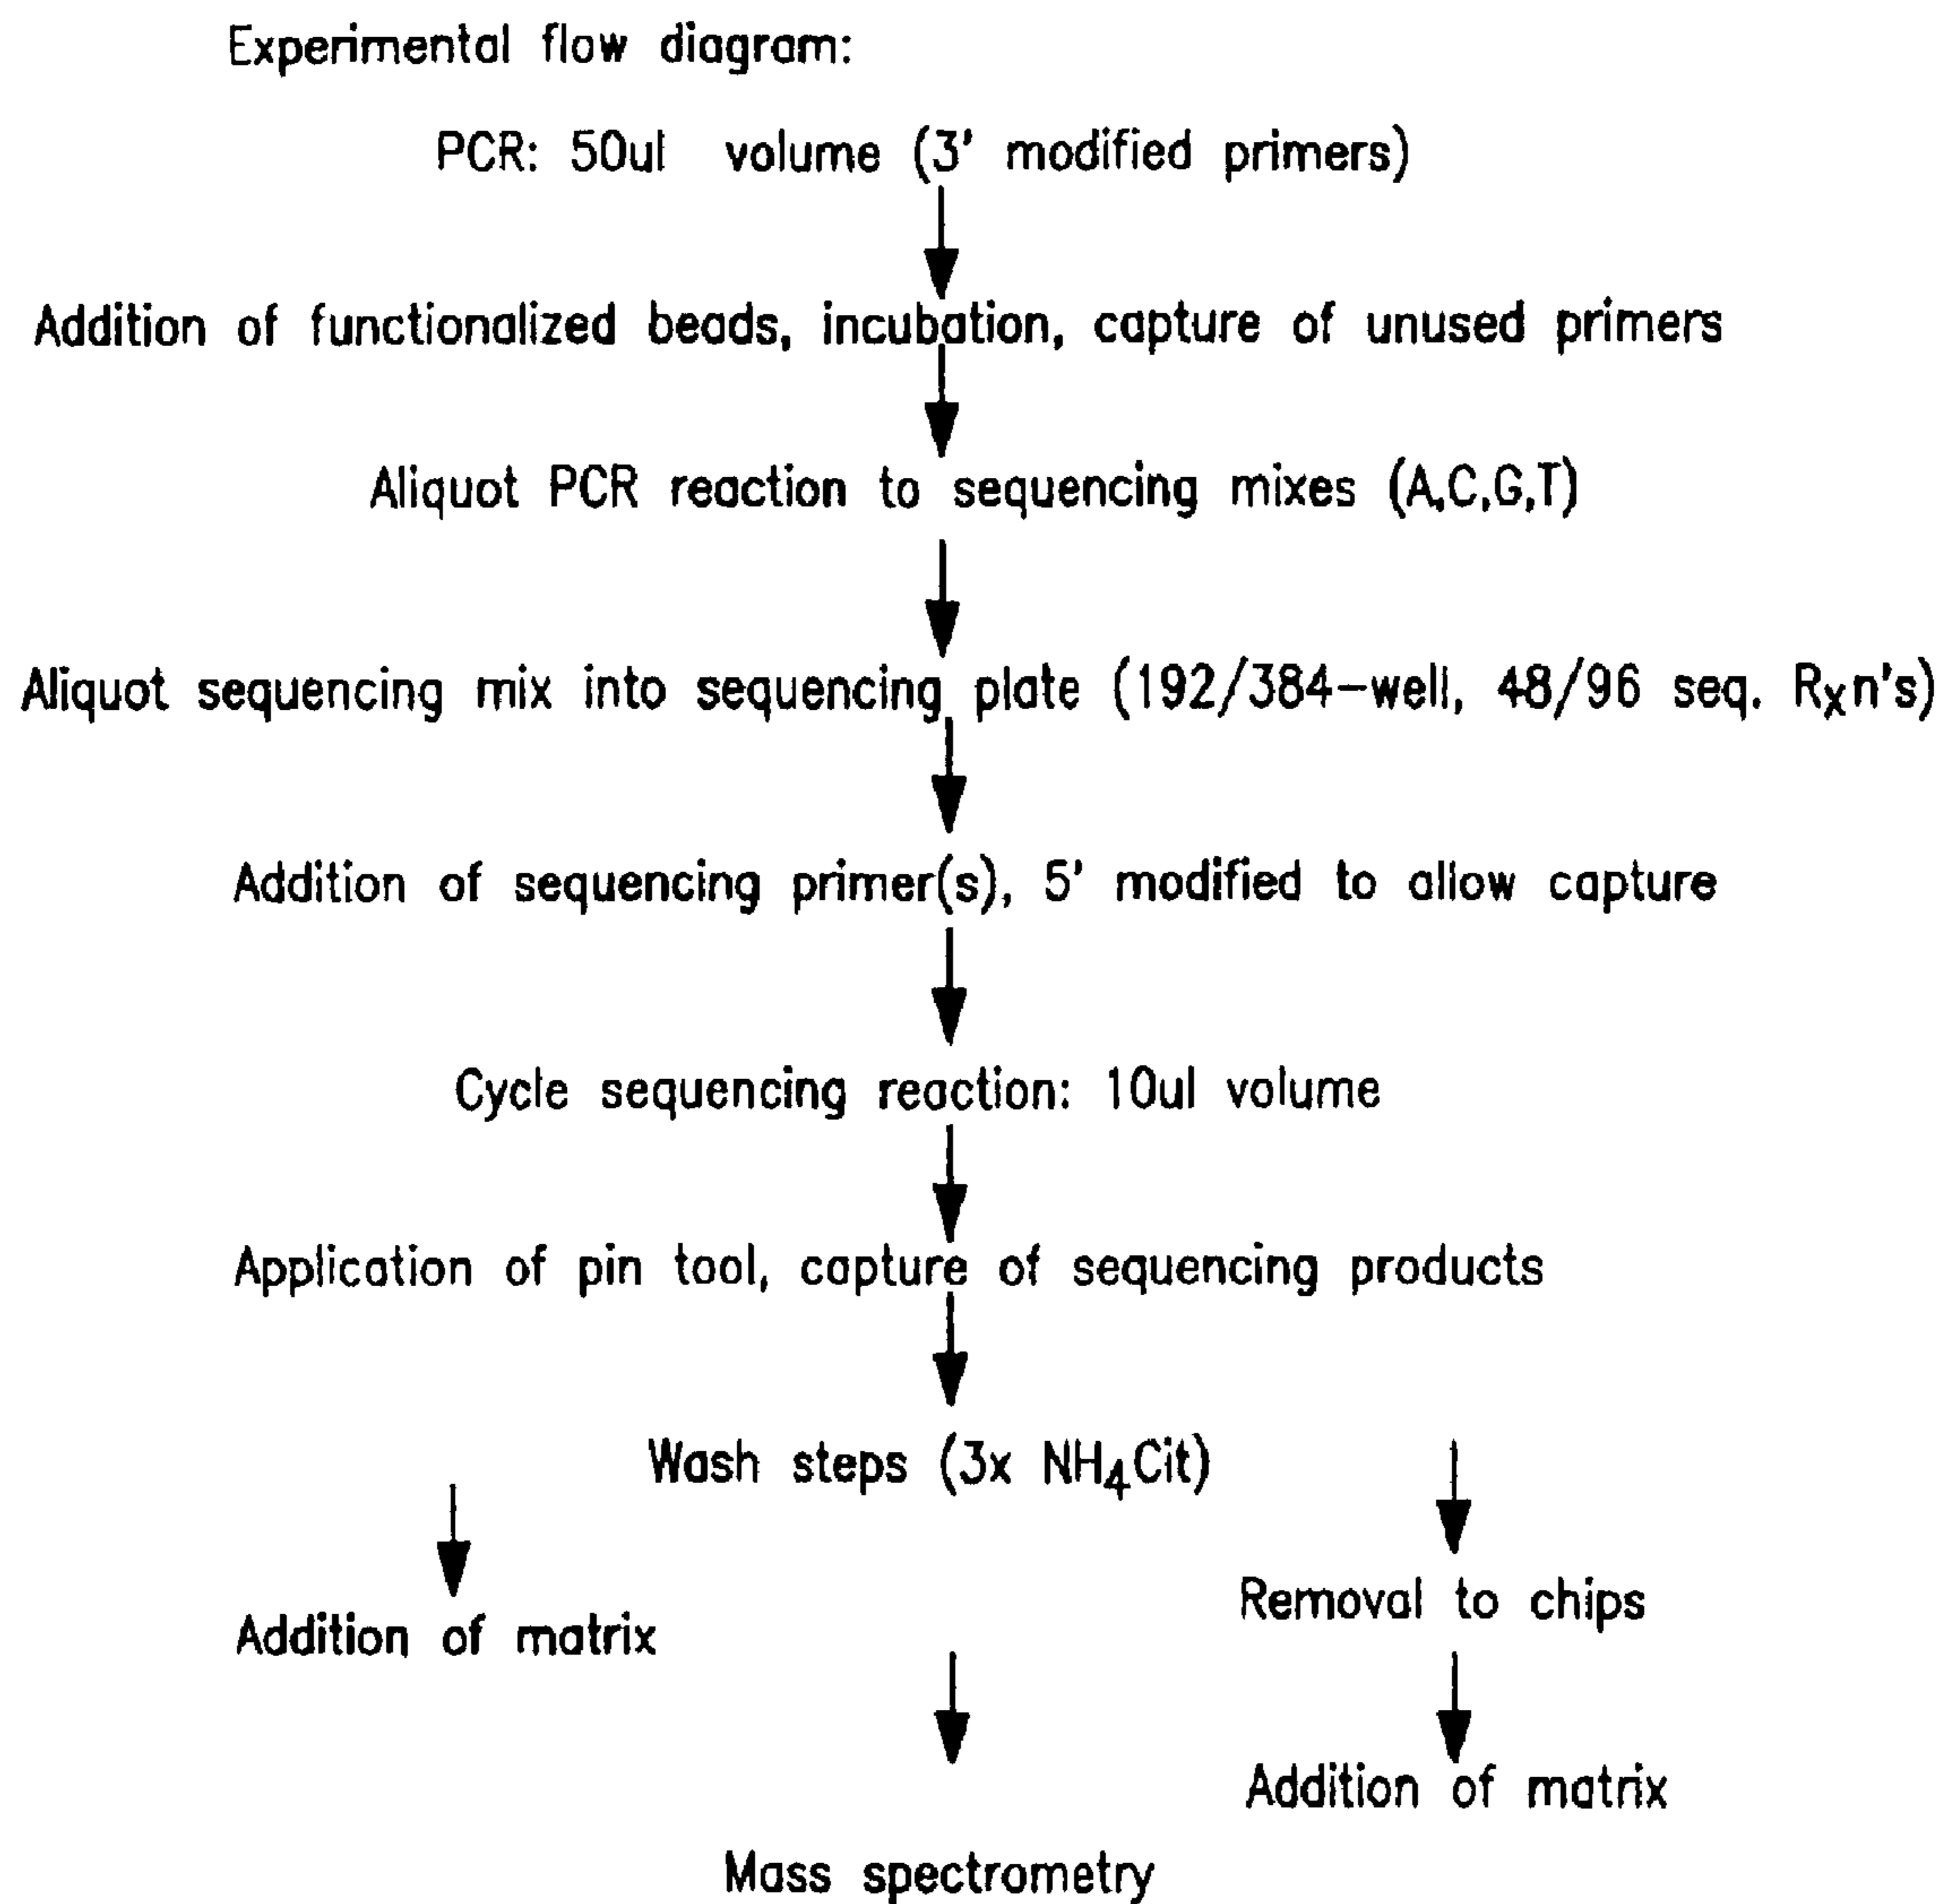 Experimental flow diagram:
PCR: 50ul volume (3' modified primers)
Addition of functionalized beads, incubation, capture of unused primers
Aliquot PCR reaction to sequencing mixes (A,C,G,T)
Aliquot sequencing mix into sequencing plate (192/384-well, 48/96 seq. Rxn's)
Addition of sequencing primer(s), 5' modified to allow capture
Cycle sequencing reaction: 10ul volume
Application of pin tool, capture of sequencing products
Wash steps (3x NH4Cit)
Removal to chips
Addition of matrix
Addition of matrix
Mass spectrometry